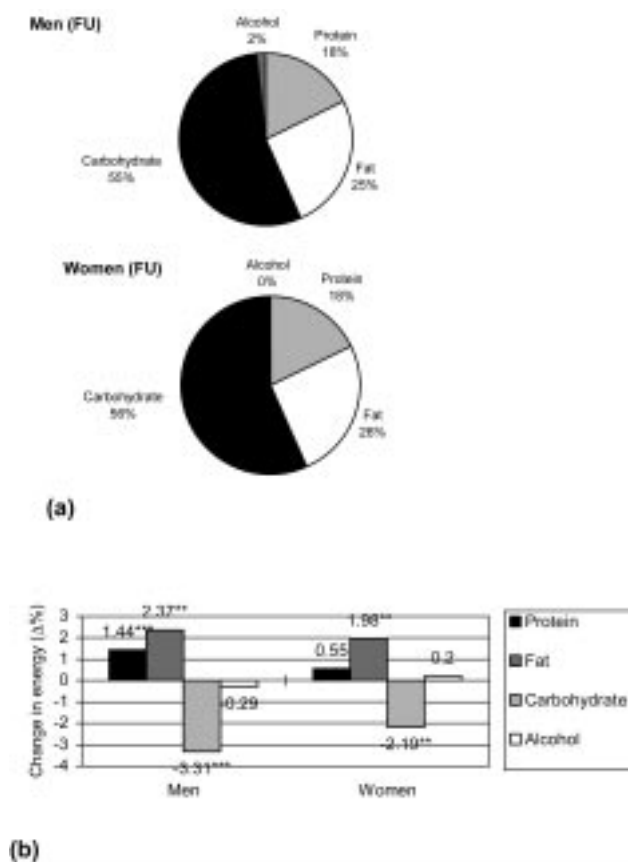 Men (FU)
Alcohol
2%
Protein
18%
Carbohydrate
55%
Fat
25%
Women (FU)
Alcohol
0%
Protein
18%
Carbohydrate
56%
Fat
26%
(a)
Change in energy (Δ%)
3
2
1
0
-1
-2
-3
-4
1.44***
2.37**
-3.31***
-0.29
0.55
1.98**
-2.19**
0.2
Men
Women
Protein
Fat
Carbohydrate
Alcohol
(b)